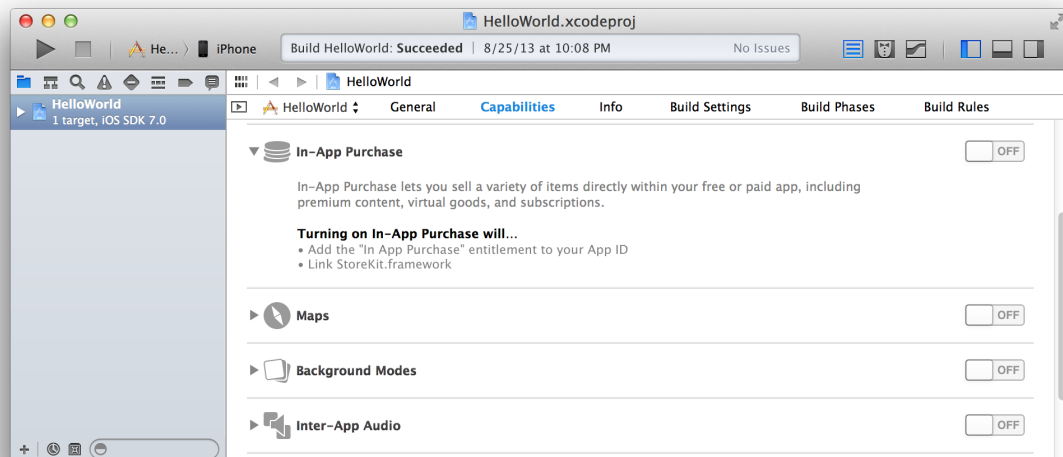 HelloWorld.xcodeproj
He... 〉 iPhone
Build HelloWorld: Succeeded | 8/25/13 at 10:08 PM No Issues
HelloWorld
HelloWorld
1 target, iOS SDK 7.0
HelloWorld General Capabilities Info Build Settings Build Phases Build Rules
In-App Purchase OFF
In-App Purchase lets you sell a variety of items directly within your free or paid app, including
premium content, virtual goods, and subscriptions.
Turning on In-App Purchase will...
• Add the "In App Purchase" entitlement to your App ID
• Link StoreKit.framework
Maps OFF
Background Modes OFF
Inter-App Audio OFF